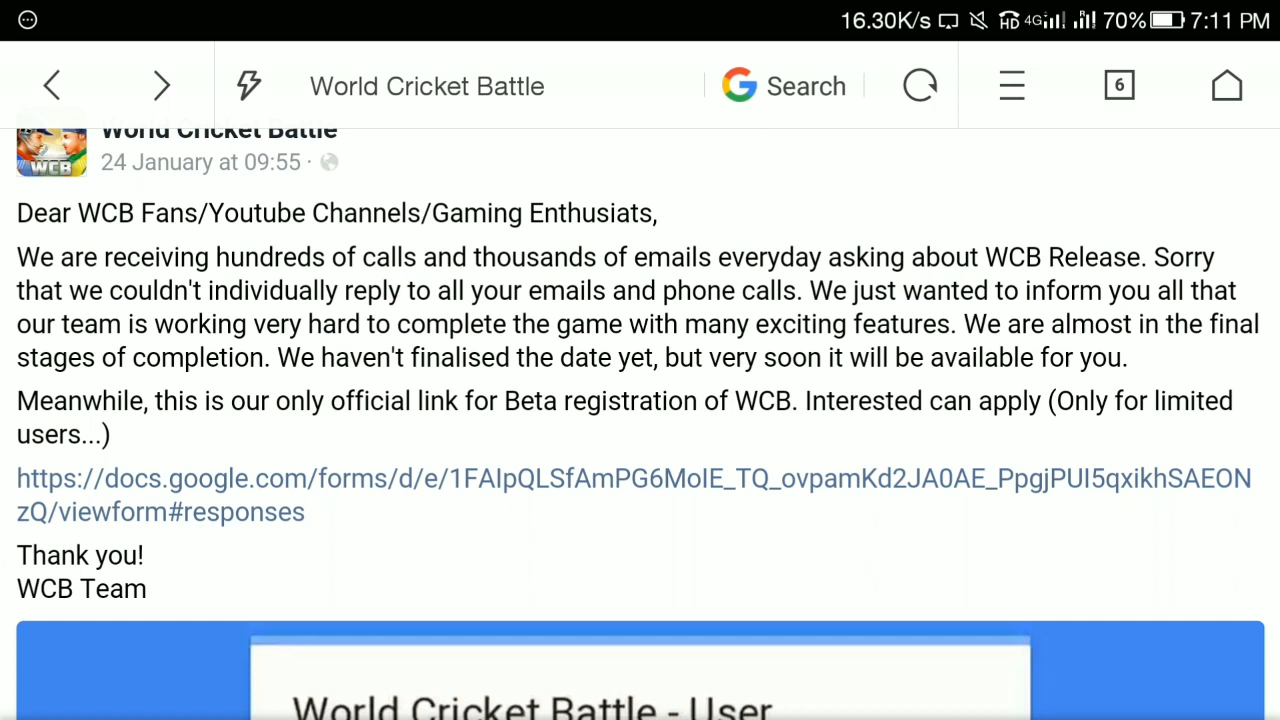 16.30K/s HD 4G 70% 7:11 PM
World Cricket Battle Search 6
World Cricket Battle
WCB
24 January at 09:55 ·
Dear WCB Fans/Youtube Channels/Gaming Enthusiats,
We are receiving hundreds of calls and thousands of emails everyday asking about WCB Release. Sorry
that we couldn't individually reply to all your emails and phone calls. We just wanted to inform you all that
our team is working very hard to complete the game with many exciting features. We are almost in the final
stages of completion. We haven't finalised the date yet, but very soon it will be available for you.
Meanwhile, this is our only official link for Beta registration of WCB. Interested can apply (Only for limited
users...)
https://docs.google.com/forms/d/e/1FAIpQLSfAmPG6MoIE_TQ_ovpamKd2JA0AE_PpgjPUI5qxikhSAEON
zQ/viewform#responses
Thank you!
WCB Team
World Cricket Battle - User